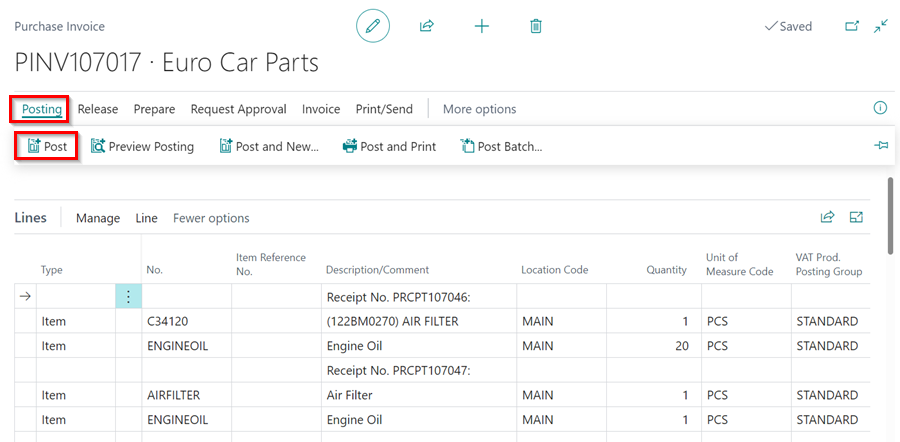 Purchase Invoice
Saved
PINV107017 · Euro Car Parts
Posting Release Prepare Request Approval Invoice Print/Send More options
Post Preview Posting Post and New... Post and Print Post Batch...
Lines Manage Line Fewer options
Type No. Item Reference No. Description/Comment Location Code Quantity Unit of Measure Code VAT Prod. Posting Group
Receipt No. PRCPT107046:
Item C34120 (122BM0270) AIR FILTER MAIN 1 PCS STANDARD
Item ENGINEOIL Engine Oil MAIN 20 PCS STANDARD
Receipt No. PRCPT107047:
Item AIRFILTER Air Filter MAIN 1 PCS STANDARD
Item ENGINEOIL Engine Oil MAIN 1 PCS STANDARD